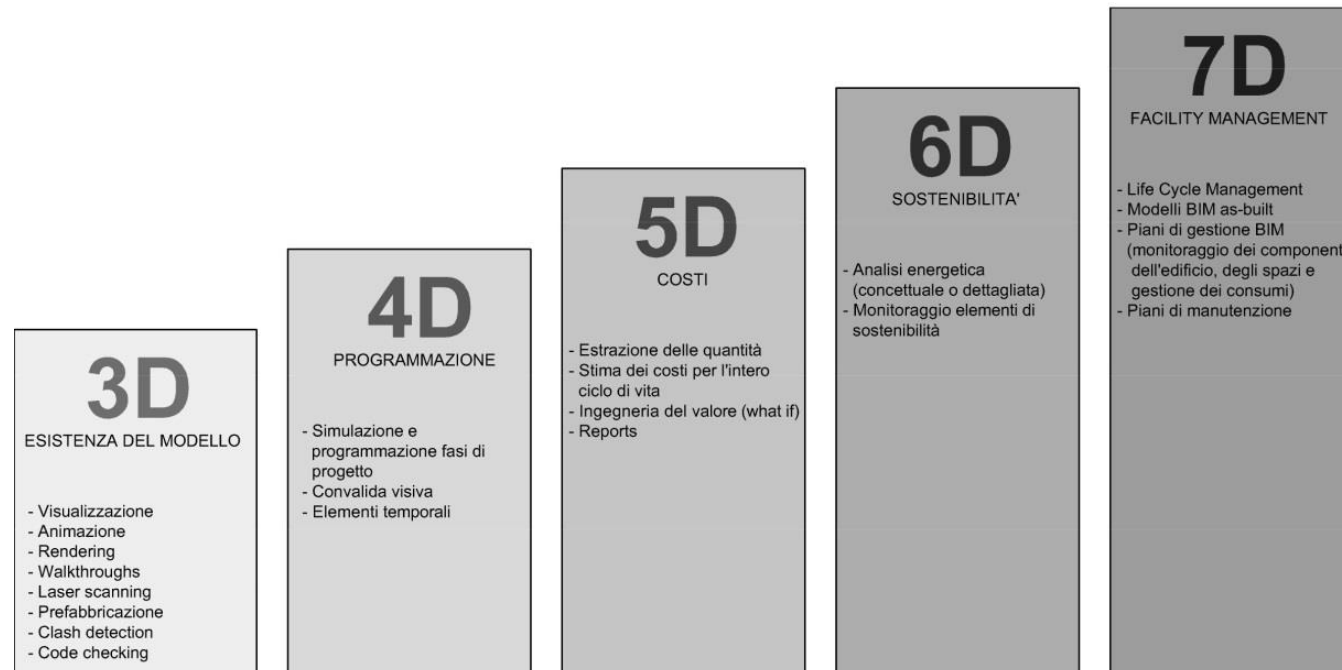 3D
ESISTENZA DEL MODELLO
- Visualizzazione
- Animazione
- Rendering
- Walkthroughs
- Laser scanning
- Prefabbricazione
- Clash detection
- Code checking
4D
PROGRAMMAZIONE
- Simulazione e
programmazione fasi di
progetto
- Convalida visiva
- Elementi temporali
5D
COSTI
- Estrazione delle quantità
- Stima dei costi per l'intero
ciclo di vita
- Ingegneria del valore (what if)
- Reports
6D
SOSTENIBILITA'
- Analisi energetica
(concettuale o dettagliata)
- Monitoraggio elementi di
sostenibilità
7D
FACILITY MANAGEMENT
- Life Cycle Management
- Modelli BIM as-built
- Piani di gestione BIM
(monitoraggio dei component
dell'edificio, degli spazi e
gestione dei consumi)
- Piani di manutenzione